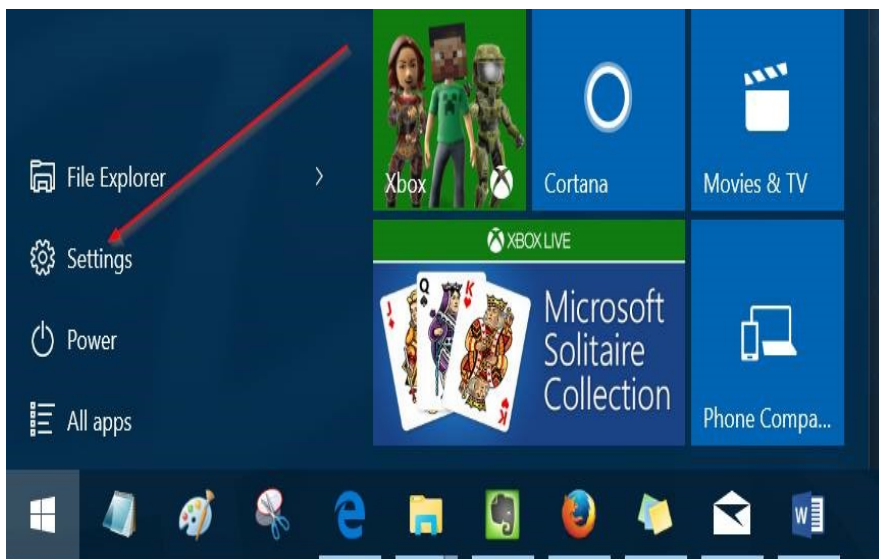 File Explorer
Settings
Power
All apps
Xbox
Cortana
Movies & TV
XBOX LIVE
J
Q
K
K
Microsoft
Solitaire
Collection
Phone Compa...
W